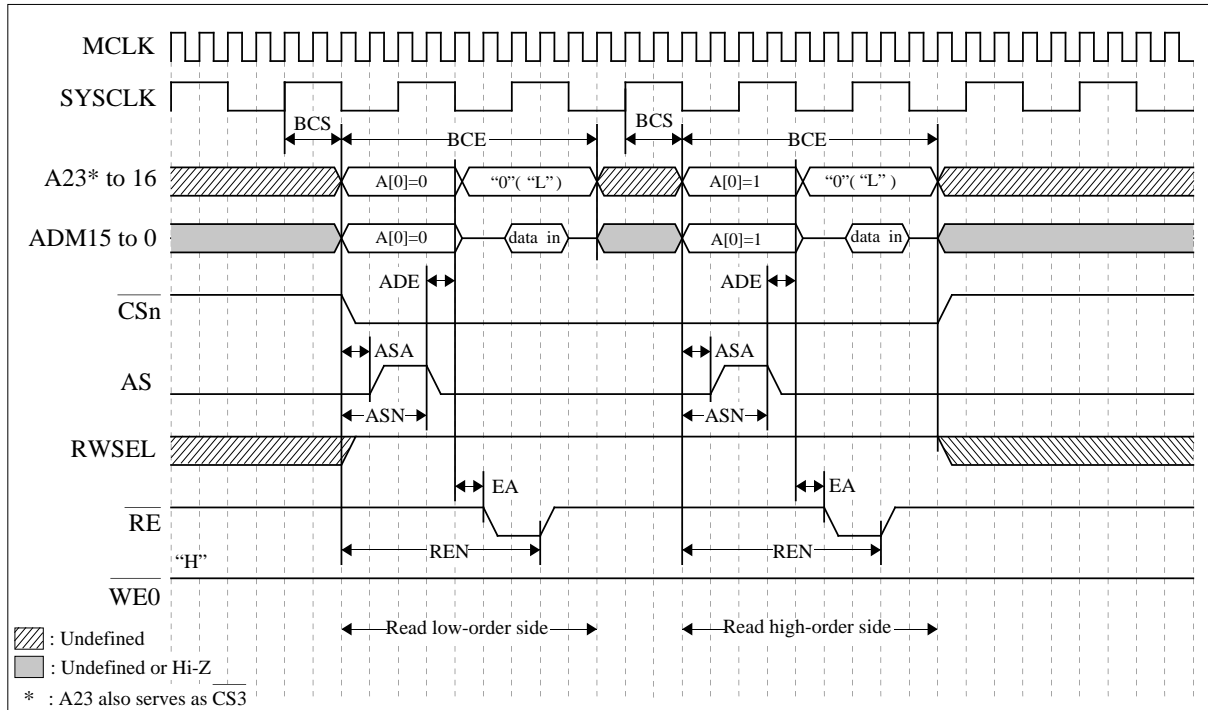 MCLK
SYSCLK
BCS
BCE
BCS
BCE
A23* to 16
A[0]=0
“0”( “L”)
A[0]=1
“0”( “L”)
ADM15 to 0
A[0]=0
data in
A[0]=1
data in
ADE
ADE
CSn
ASA
ASA
AS
ASN
ASN
RWSEL
EA
EA
RE
REN
REN
“H”
WE0
Read low-order side
Read high-order side
: Undefined
: Undefined or Hi-Z
* : A23 also serves as CS3